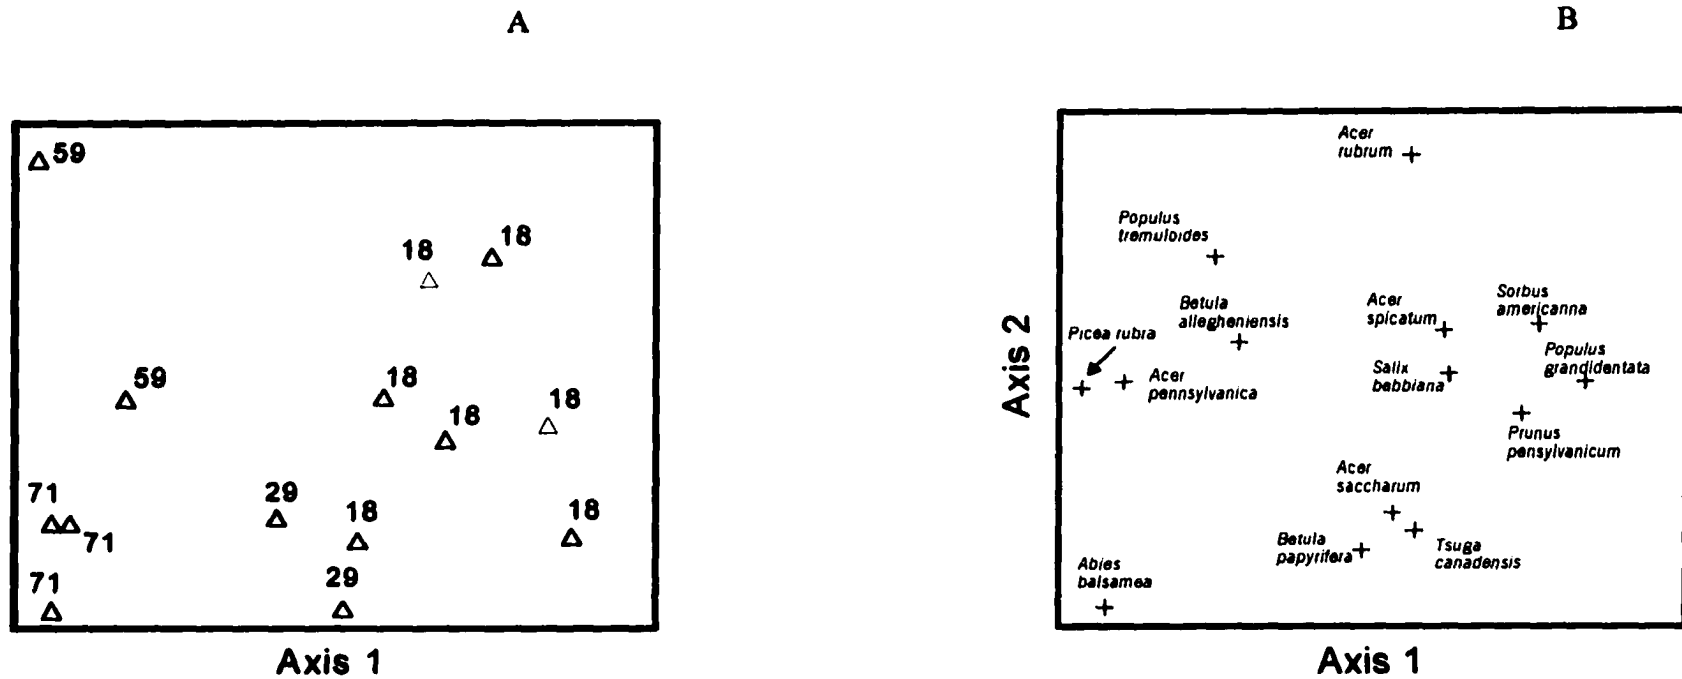 A
59
18
18
59
18
18
18
71
71
29
18
18
71
29
Axis 1
B
Axis 2
Acer
rubrum
Populus
tremuloides
Betula
allegheniensis
Picea rubra
Acer
pennsylvanica
Acer
spicatum
Sorbus
americanna
Salix
bebbiana
Populus
grandidentata
Prunus
pensylvanicum
Acer
saccharum
Betula
papyrifera
Tsuga
canadensis
Abies
balsamea
Axis 1